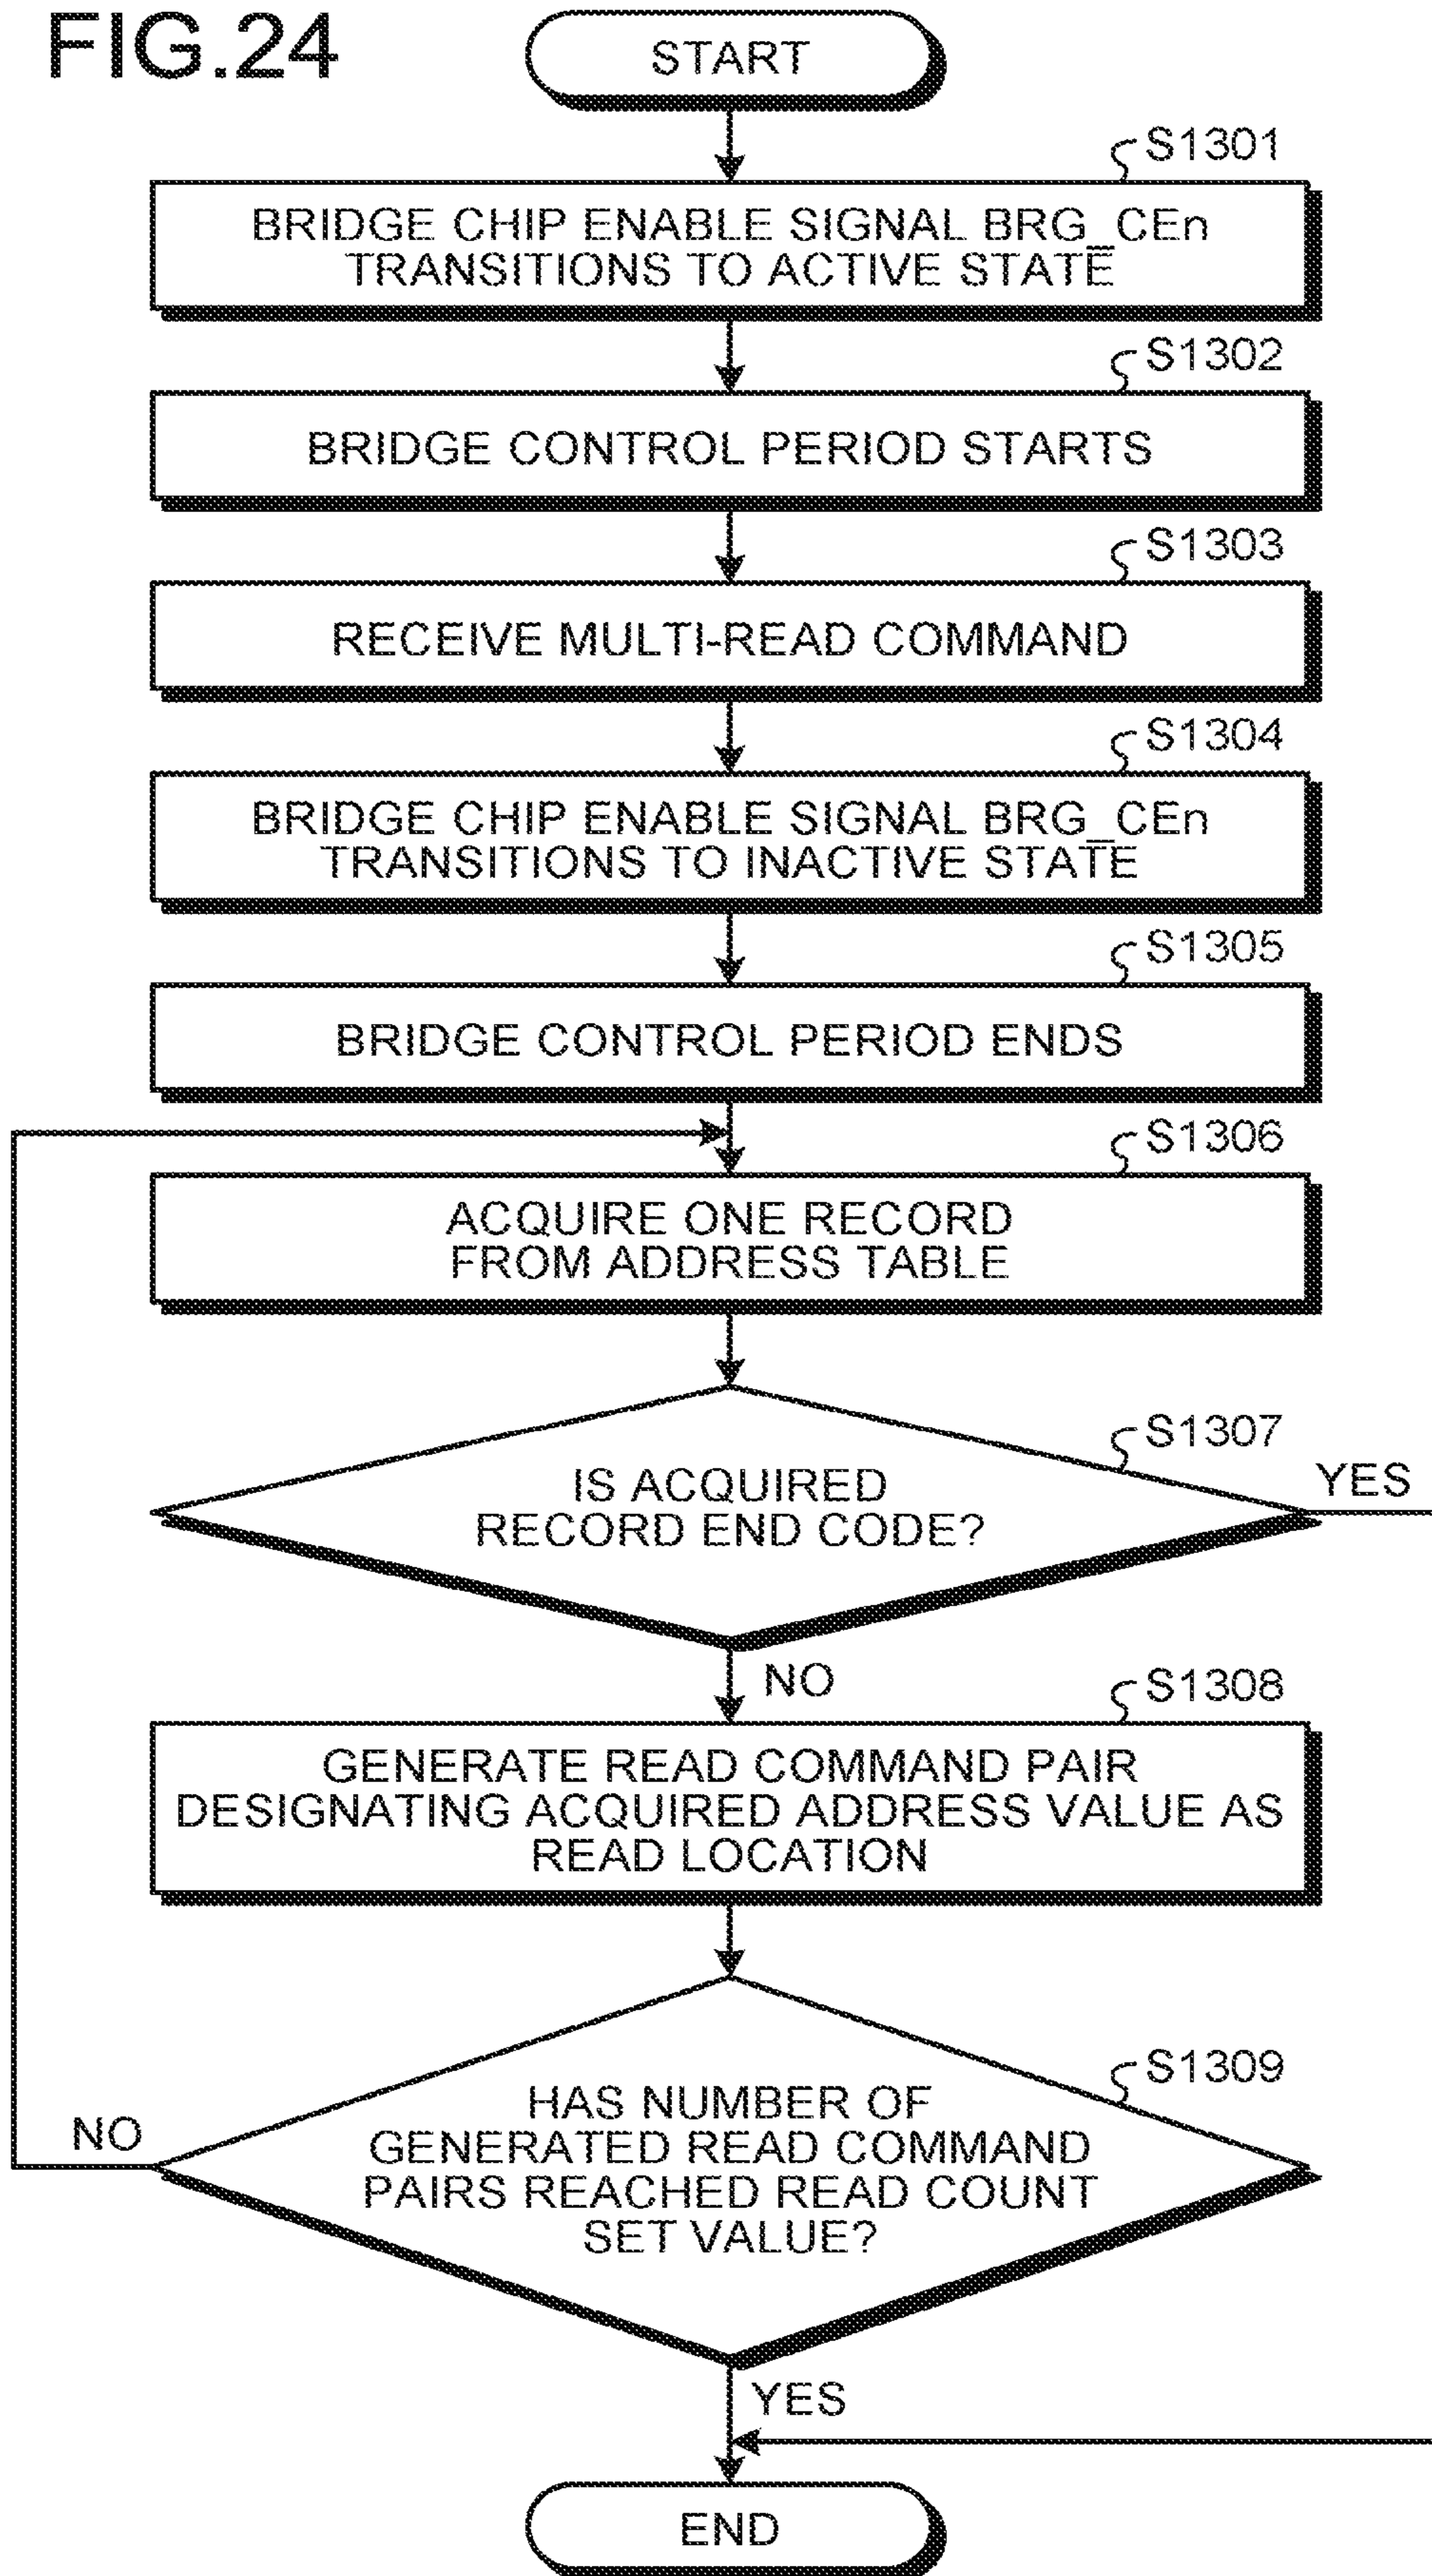 FIG.24
START
S1301
BRIDGE CHIP ENABLE SIGNAL BRG_CEn
TRANSITIONS TO ACTIVE STATE
S1302
BRIDGE CONTROL PERIOD STARTS
S1303
RECEIVE MULTI-READ COMMAND
S1304
BRIDGE CHIP ENABLE SIGNAL BRG_CEn
TRANSITIONS TO INACTIVE STATE
S1305
BRIDGE CONTROL PERIOD ENDS
S1306
ACQUIRE ONE RECORD
FROM ADDRESS TABLE
S1307
IS ACQUIRED
RECORD END CODE?
YES
NO
S1308
GENERATE READ COMMAND PAIR
DESIGNATING ACQUIRED ADDRESS VALUE AS
READ LOCATION
S1309
HAS NUMBER OF
GENERATED READ COMMAND
PAIRS REACHED READ COUNT
SET VALUE?
NO
YES
END